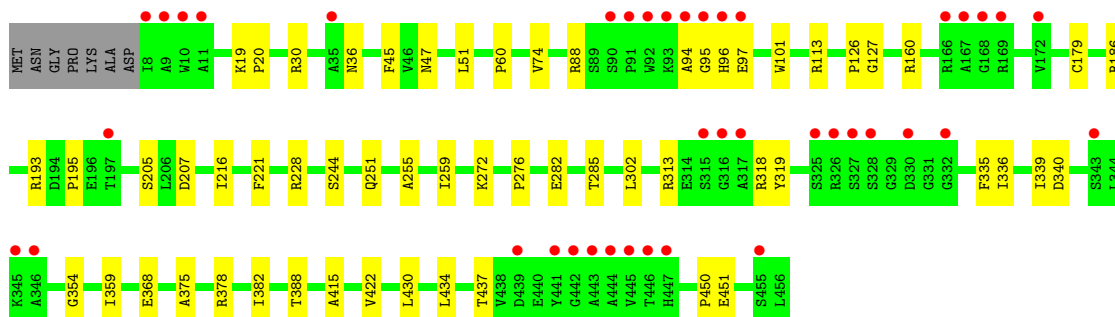 MET ASN GLY PRO LYS ALA ASP I8 A9 W10 A11 K19 P20 R30 A35 N36 F45 V46 N47 L51 P60 V74 R88 S89 S90 P91 W92 K93 A94 G95 H96 E97 W101 R113 P126 G127 R160 R166 A167 G168 R169 V172 C179
R193 D194 P195 E196 T197 S205 L206 D207 I216 F221 R228 S244 Q251 A255 I259 K272 P276 E282 T285 L302 R313 E314 S315 G316 A317 R318 Y319 S325 R326 S327 S328 G329 D330 G331 G332 F335 I336 I339 D340 S343
K345 A346 G354 I359 E368 A375 R378 I382 T388 A415 V422 L430 L434 T437 V438 D439 E440 Y441 G442 A443 A444 V445 T446 H447 P450 E451 S455 L456